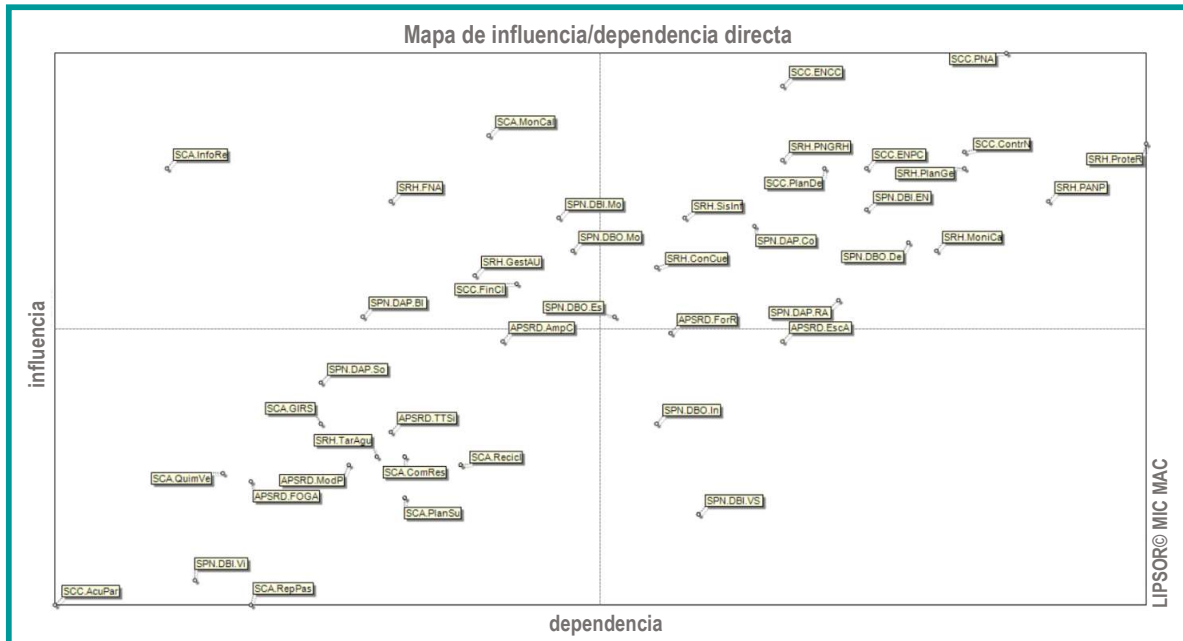 Mapa de influencia/dependencia directa
SCC.PNA
SCC.ENCC
SCA.MonCal
SCA.InfoRe
SRH.PNGRH
SCC.ENPC
SCC.ContrN
SRH.ProteR
SRH.PlanGe
SCC.PlanDe
SRH.FNA
SRH.PANP
SPN.DBI.EN
SPN.DBI.Mo
SRH.SisInf
SPN.DBO.Mo
SPN.DAP.Co
SRH.MoniCa
SPN.DBO.De
SRH.GestAU
SRH.ConCue
SCC.FinCl
SPN.DAP.BI
SPN.DBO.Es
SPN.DAP.RA
APSRD.AmpC
APSRD.ForR
APSRD.EscA
influencia
SPN.DAP.So
SCA.GIRS
APSRD.TTSi
SPN.DBO.In
SRH.TarAgu
SCA.Recicl
SCA.ComRes
SCA.QuimVe
APSRD.ModP
APSRD.FOGA
SCA.PlanSu
SPN.DBI.VS
SPN.DBI.Vi
SCC.AcuPar
SCA.RepPas
dependencia
LIPSOR© MIC MAC